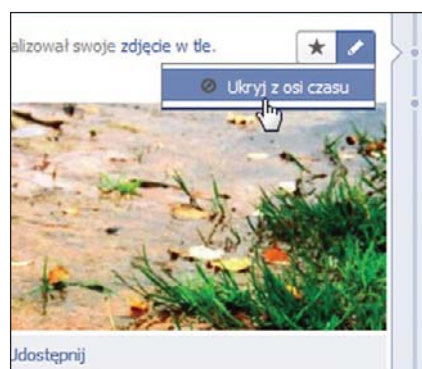 alizował swoje zdjęcie w tle.
Ukryj z osi czasu
Udostępnij